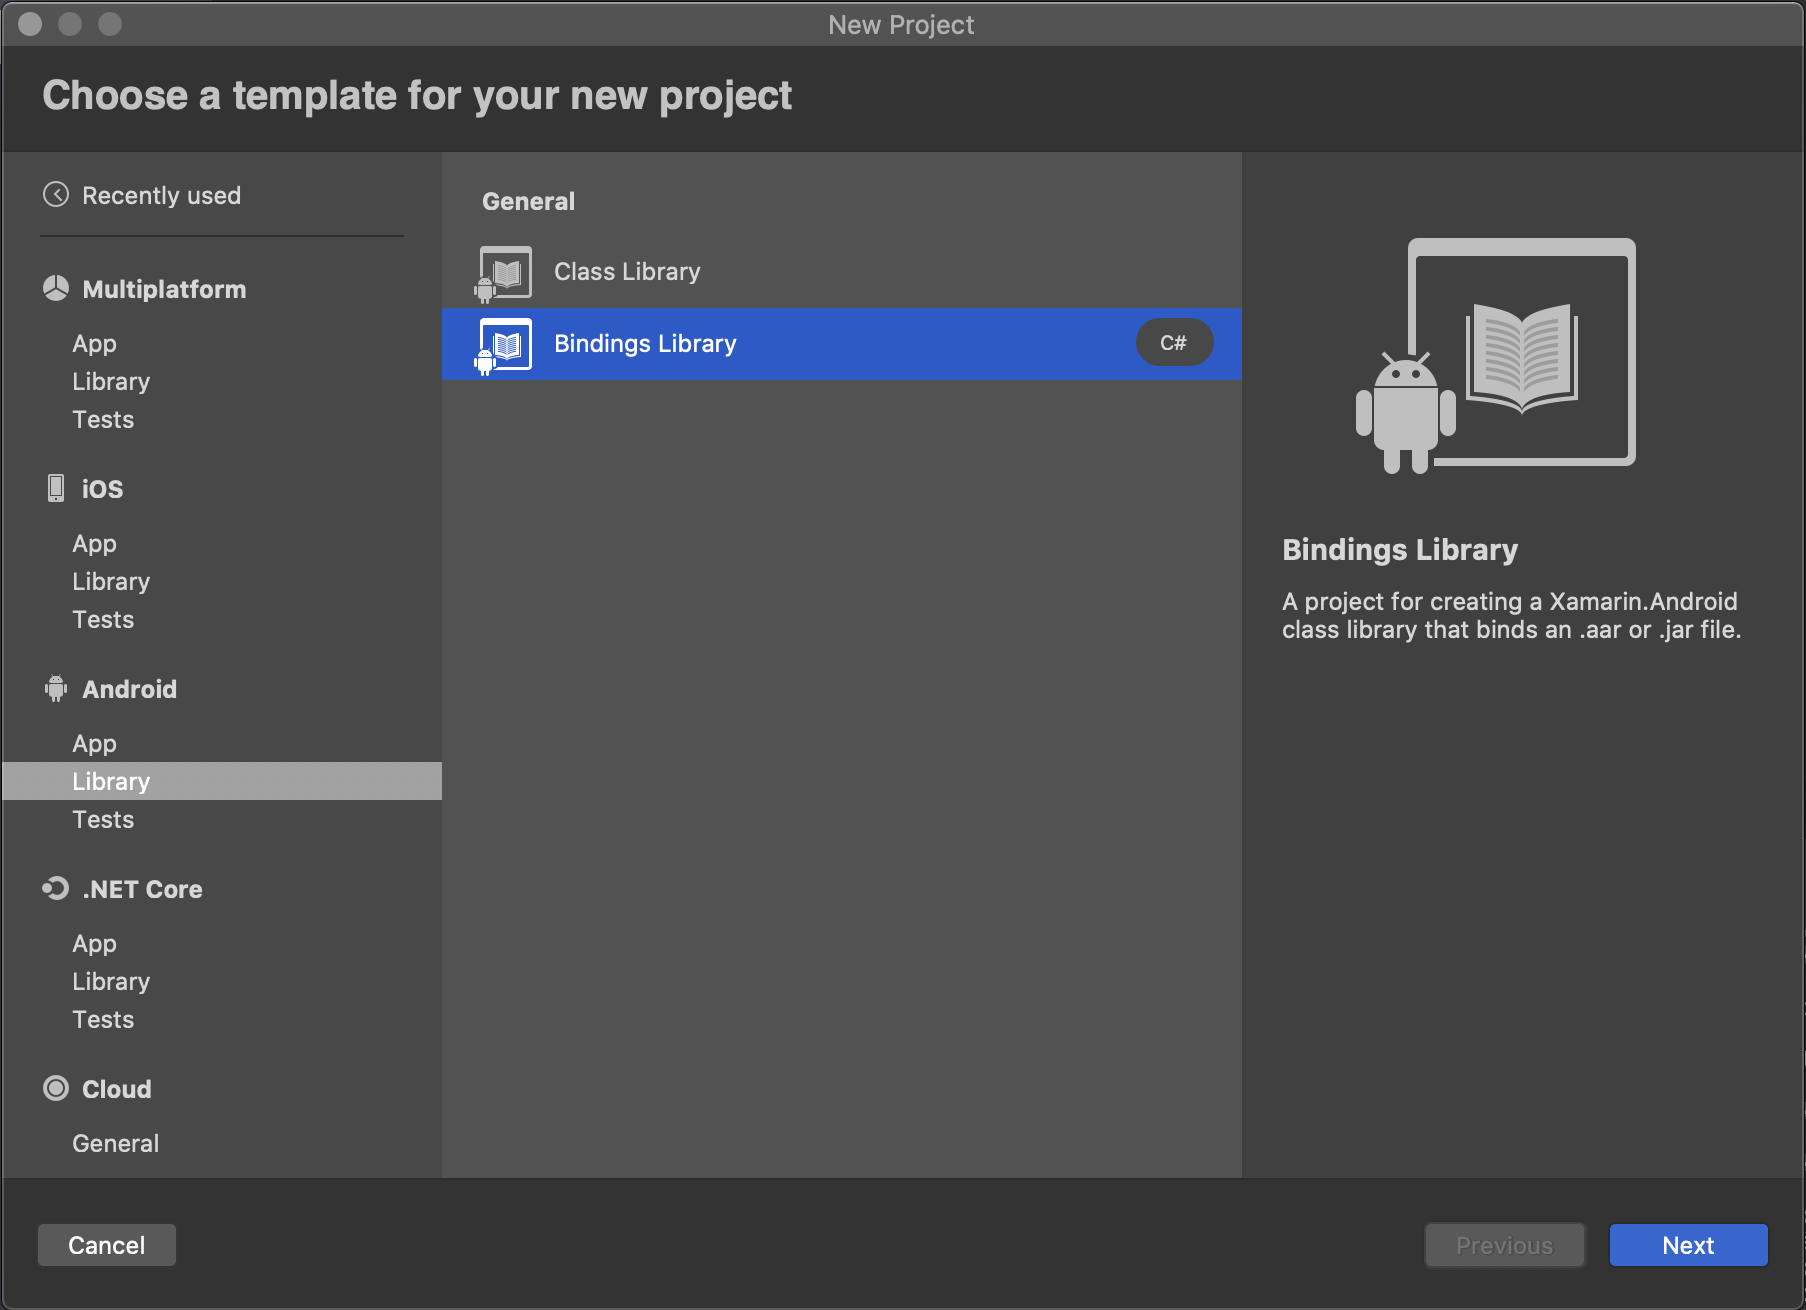 New Project
Choose a template for your new project
Recently used
Multiplatform
App
Library
Tests
iOS
App
Library
Tests
Android
App
Library
Tests
.NET Core
App
Library
Tests
Cloud
General
General
Class Library
Bindings Library
C#
Bindings Library
A project for creating a Xamarin.Android
class library that binds an .aar or .jar file.
Cancel
Previous
Next